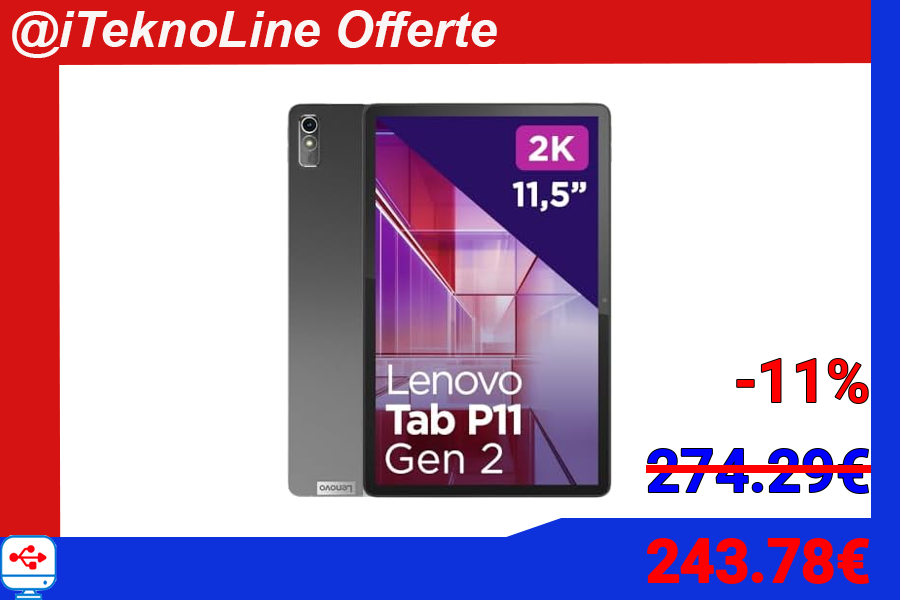 @iTeknoLine Offerte
2K
11,5”
Lenovo
Tab P11
Gen 2
Lenovo
-11%
274.29€
243.78€